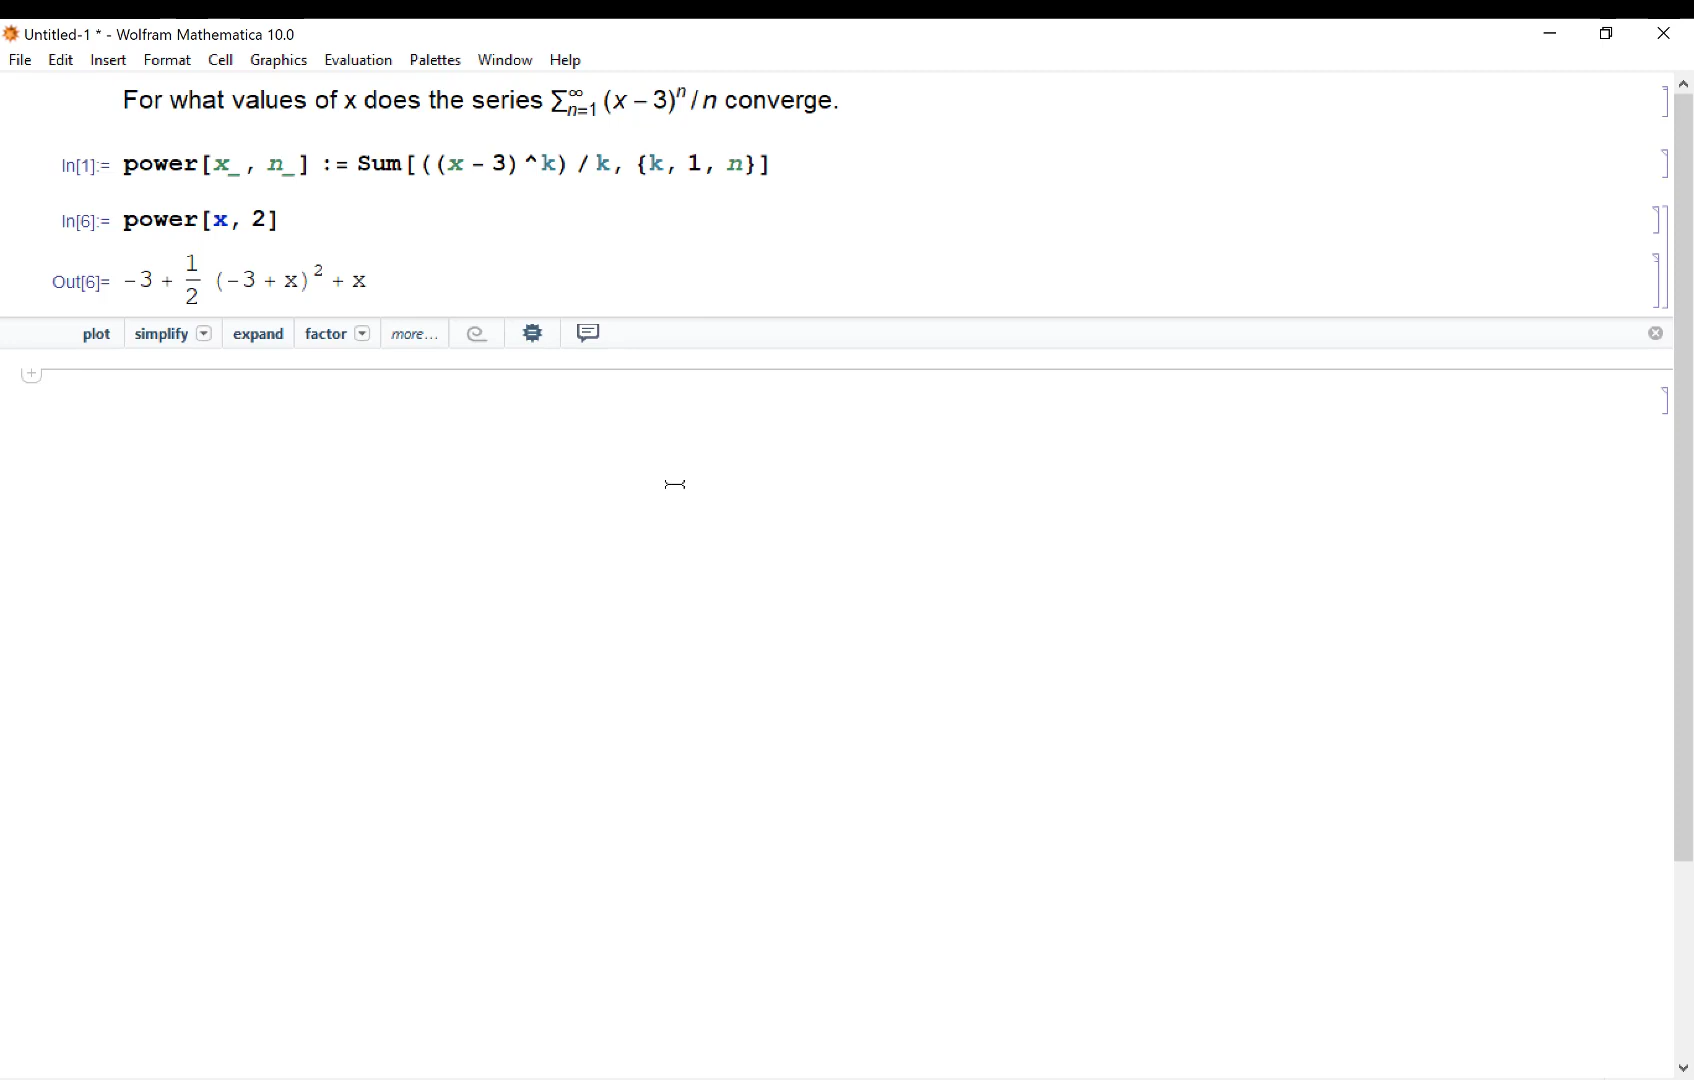 Untitled-1 * - Wolfram Mathematica 10.0
File Edit Insert Format Cell Graphics Evaluation Palettes Window Help
For what values of x does the series ∑_{n=1}^∞ (x – 3)^n / n converge.
In[1]:= power[x_, n_] := Sum[((x - 3)^k) / k, {k, 1, n}]
In[6]:= power[x, 2]
Out[6]= -3 + 1/2 (-3 + x)^2 + x
plot simplify expand factor more...